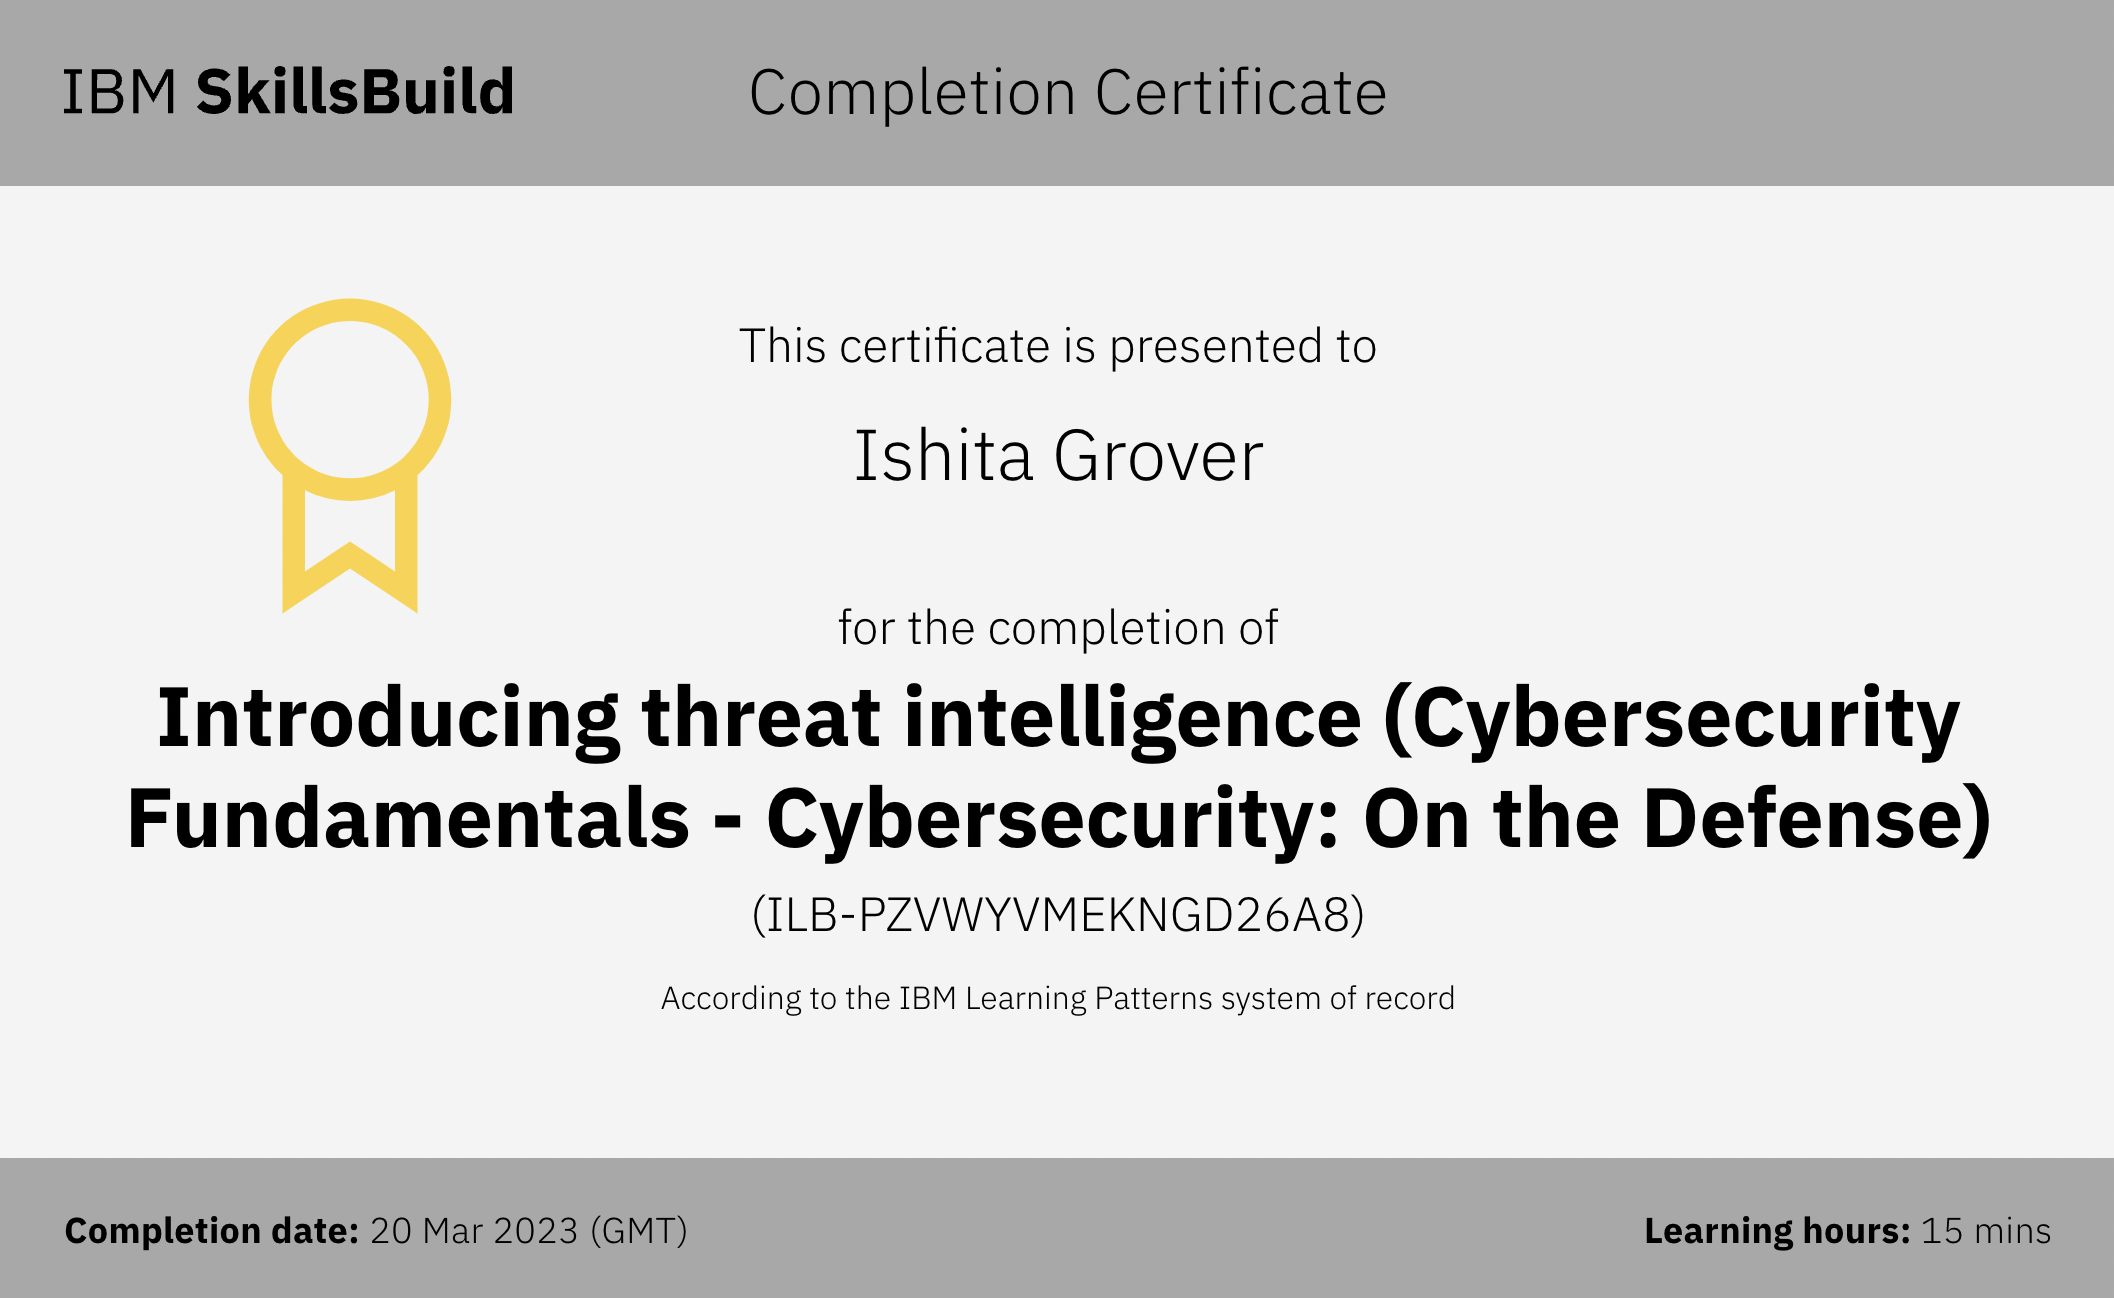 IBM SkillsBuild
Completion Certificate
This certificate is presented to
Ishita Grover
for the completion of
Introducing threat intelligence (Cybersecurity
Fundamentals - Cybersecurity: On the Defense)
(ILB-PZVWYVMEKNGD26A8)
According to the IBM Learning Patterns system of record
Completion date: 20 Mar 2023 (GMT)
Learning hours: 15 mins